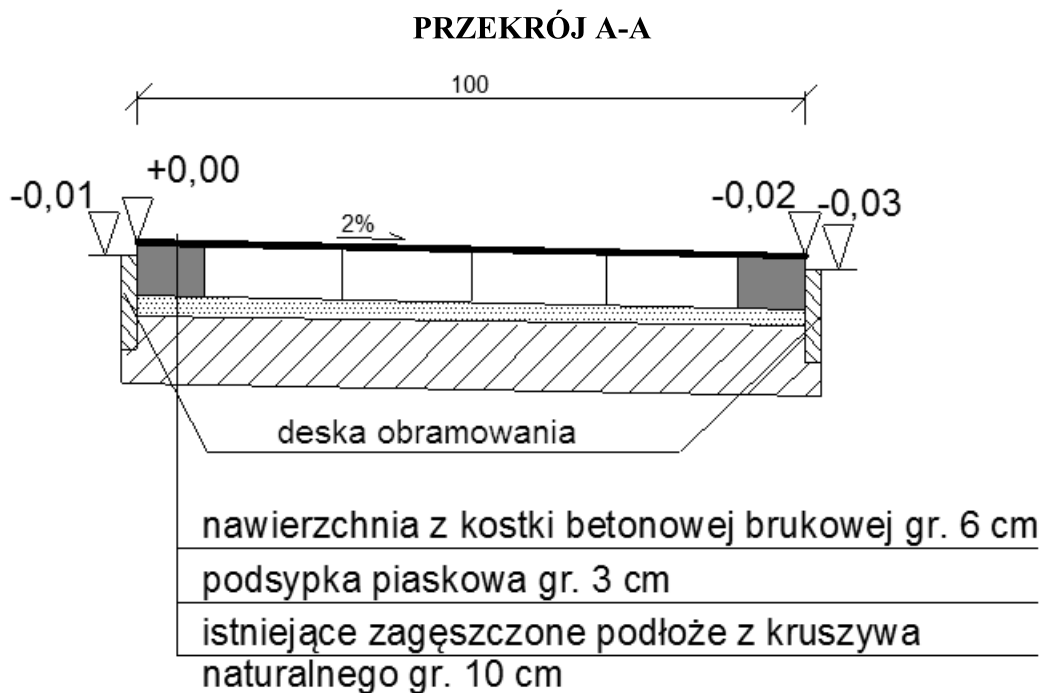 PRZEKRÓJ A-A
100
+0,00
-0,01
-0,02
-0,03
2%
deska obramowania
nawierzchnia z kostki betonowej brukowej gr. 6 cm
podsypka piaskowa gr. 3 cm
istniejące zagęszczone podłoże z kruszywa
naturalnego gr. 10 cm